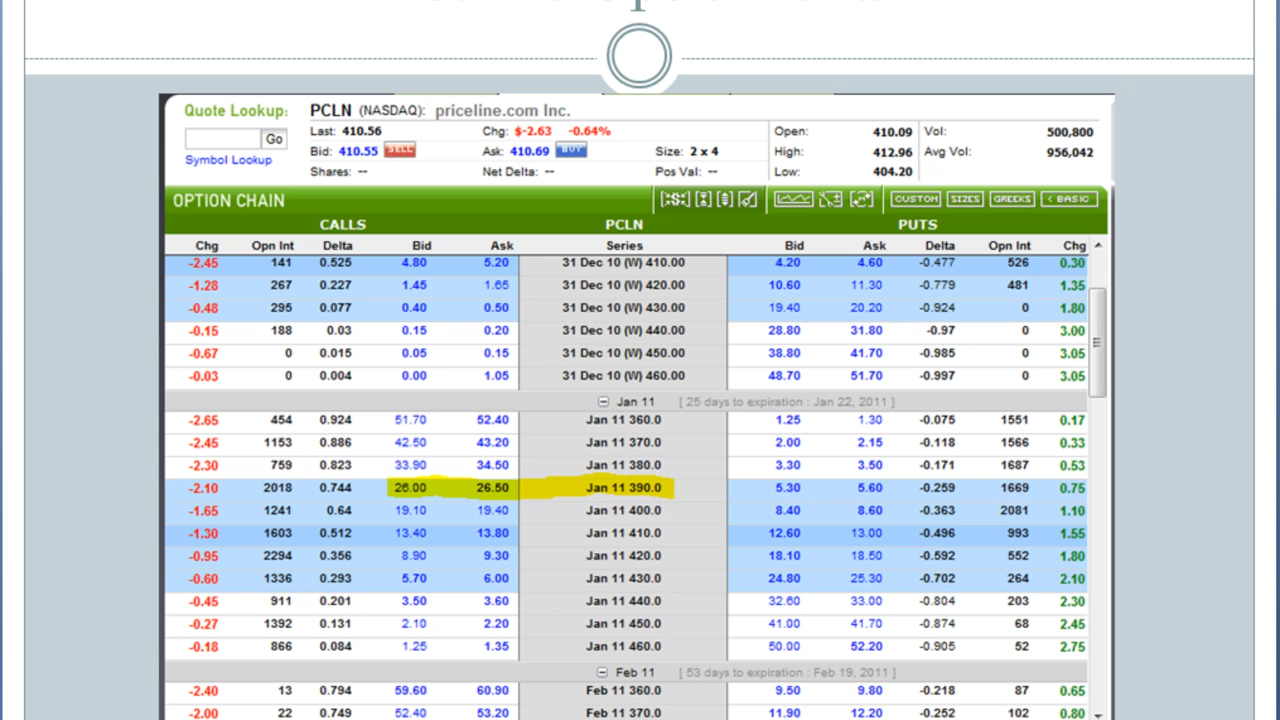 Quote Lookup: PCLN (NASDAQ): priceline.com Inc.
Go Last: 410.56 Chg: $-2.63 -0.64% Open: 410.09 Vol: 500,800
Symbol Lookup Bid: 410.55 SELL Ask: 410.69 BUY Size: 2 x 4 High: 412.96 Avg Vol: 956,042
Shares: -- Net Delta: -- Pos Val: -- Low: 404.20
OPTION CHAIN CUSTOM SIZES GREEKS < BASIC
CALLS PCLN PUTS
Chg Opn Int Delta Bid Ask Series Bid Ask Delta Opn Int Chg
-2.45 141 0.525 4.80 5.20 31 Dec 10 (W) 410.00 4.20 4.60 -0.477 526 0.30
-1.28 267 0.227 1.45 1.65 31 Dec 10 (W) 420.00 10.60 11.30 -0.779 481 1.35
-0.48 295 0.077 0.40 0.50 31 Dec 10 (W) 430.00 19.40 20.20 -0.924 0 1.80
-0.15 188 0.03 0.15 0.20 31 Dec 10 (W) 440.00 28.80 31.80 -0.97 0 3.00
-0.67 0 0.015 0.05 0.15 31 Dec 10 (W) 450.00 38.80 41.70 -0.985 0 3.05
-0.03 0 0.004 0.00 1.05 31 Dec 10 (W) 460.00 48.70 51.70 -0.997 0 3.05
Jan 11 [ 25 days to expiration : Jan 22, 2011 ]
-2.65 454 0.924 51.70 52.40 Jan 11 360.0 1.25 1.30 -0.075 1551 0.17
-2.45 1153 0.886 42.50 43.20 Jan 11 370.0 2.00 2.15 -0.118 1566 0.33
-2.30 759 0.823 33.90 34.50 Jan 11 380.0 3.30 3.50 -0.171 1687 0.53
-2.10 2018 0.744 26.00 26.50 Jan 11 390.0 5.30 5.60 -0.259 1669 0.75
-1.65 1241 0.64 19.10 19.40 Jan 11 400.0 8.40 8.60 -0.363 2081 1.10
-1.30 1603 0.512 13.40 13.80 Jan 11 410.0 12.60 13.00 -0.496 993 1.55
-0.95 2294 0.356 8.90 9.30 Jan 11 420.0 18.10 18.50 -0.592 552 1.80
-0.60 1336 0.293 5.70 6.00 Jan 11 430.0 24.80 25.30 -0.702 264 2.10
-0.45 911 0.201 3.50 3.60 Jan 11 440.0 32.60 33.00 -0.804 203 2.30
-0.27 1392 0.131 2.10 2.20 Jan 11 450.0 41.00 41.70 -0.874 68 2.45
-0.18 866 0.084 1.25 1.35 Jan 11 460.0 50.00 52.20 -0.905 52 2.75
Feb 11 [ 53 days to expiration : Feb 19, 2011 ]
-2.40 13 0.794 59.60 60.90 Feb 11 360.0 9.50 9.80 -0.218 87 0.65
-2.00 22 0.749 52.40 53.20 Feb 11 370.0 11.90 12.20 -0.252 102 0.80